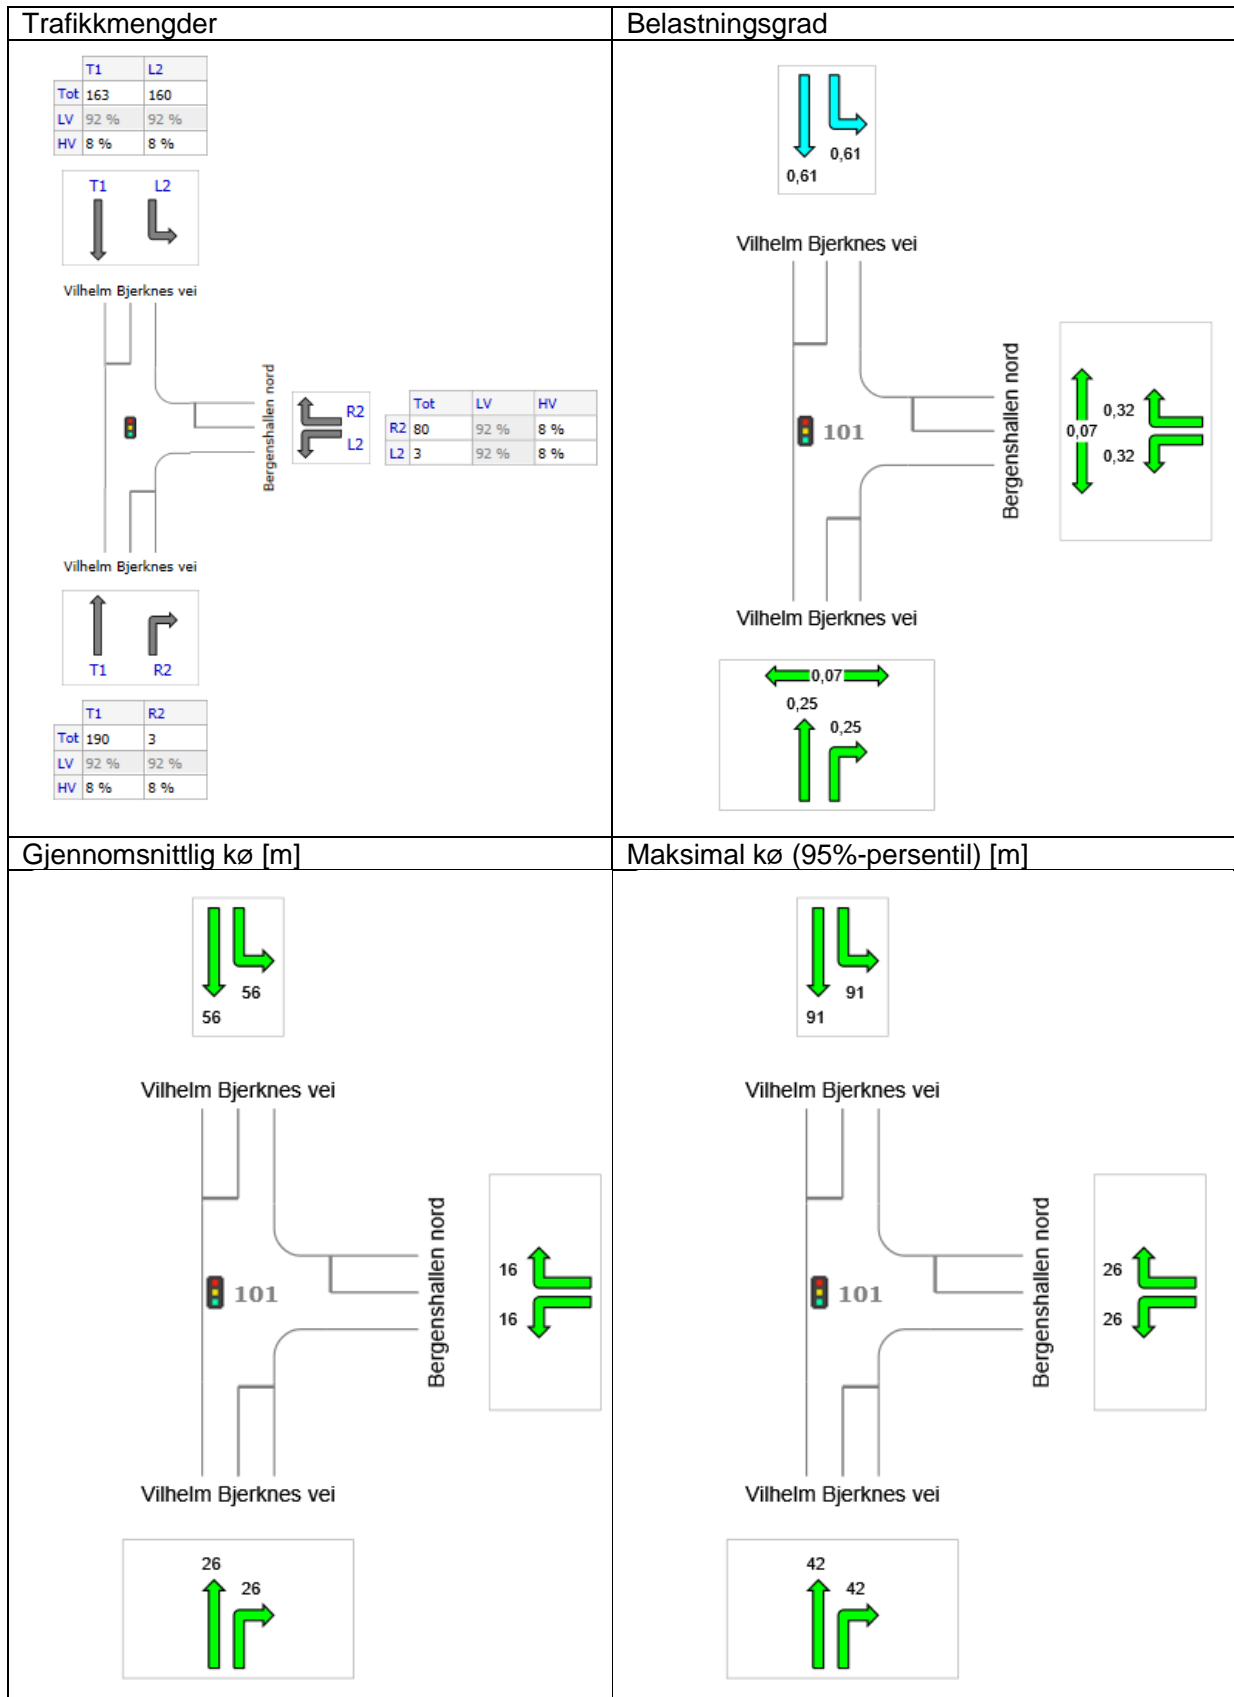 Trafikkmengder
T1 L2
Tot 163 160
LV 92 % 92 %
HV 8 % 8 %
T1 L2
Vilhelm Bjerknes vei
Bergenshallen nord
R2
L2
Tot LV HV
R2 80 92 % 8 %
L2 3 92 % 8 %
Vilhelm Bjerknes vei
T1 R2
T1 R2
Tot 190 3
LV 92 % 92 %
HV 8 % 8 %
Belastningsgrad
0,61
0,61
Vilhelm Bjerknes vei
101
Bergenshallen nord
0,07
0,32
0,32
Vilhelm Bjerknes vei
0,07
0,25
0,25
Gjennomsnittlig kø [m]
56
56
Vilhelm Bjerknes vei
101
Bergenshallen nord
16
16
Vilhelm Bjerknes vei
26
26
Maksimal kø (95%-persentil) [m]
91
91
Vilhelm Bjerknes vei
101
Bergenshallen nord
26
26
Vilhelm Bjerknes vei
42
42